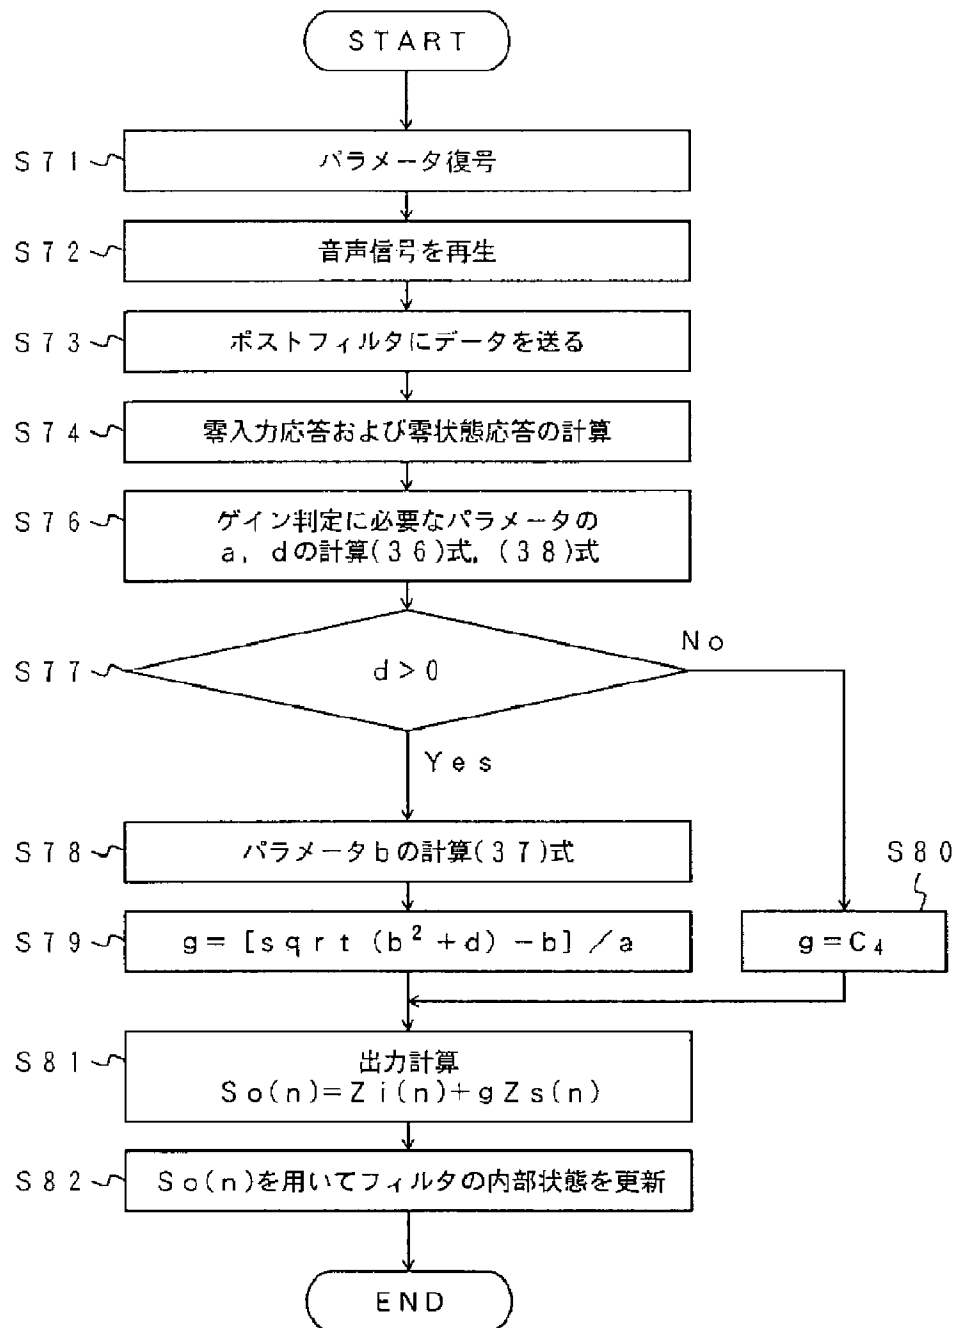 START
S71
パラメータ復号
S72
音声信号を再生
S73
ポストフィルタにデータを送る
S74
零入力応答および零状態応答の計算
S76
ゲイン判定に必要なパラメータの
a, dの計算(36)式, (38)式
S77
d>0
No
Yes
S78
パラメータbの計算(37)式
S80
S79
g=[sqrt(b²+d)-b]/a
g=C₄
S81
出力計算
So(n)=Zi(n)+gZs(n)
S82
So(n)を用いてフィルタの内部状態を更新
END